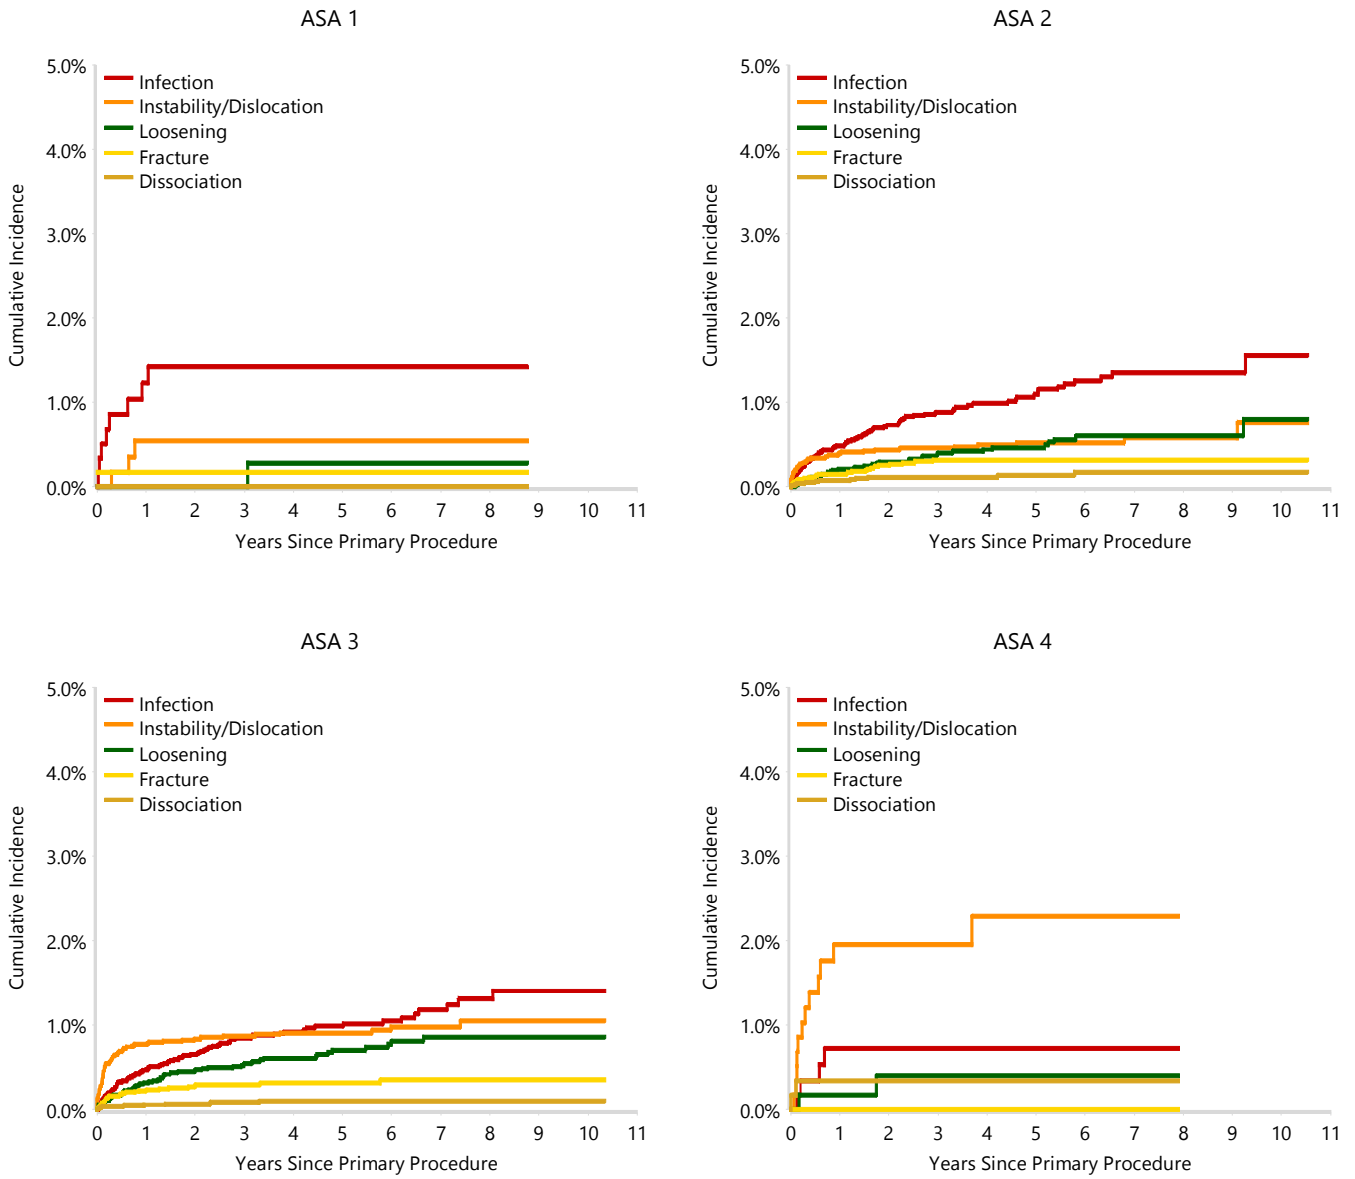 ASA 1
5.0%
4.0%
3.0%
2.0%
1.0%
0.0%
Cumulative Incidence
Infection
Instability/Dislocation
Loosening
Fracture
Dissociation
0 1 2 3 4 5 6 7 8 9 10 11
Years Since Primary Procedure
ASA 2
5.0%
4.0%
3.0%
2.0%
1.0%
0.0%
Cumulative Incidence
Infection
Instability/Dislocation
Loosening
Fracture
Dissociation
0 1 2 3 4 5 6 7 8 9 10 11
Years Since Primary Procedure
ASA 3
5.0%
4.0%
3.0%
2.0%
1.0%
0.0%
Cumulative Incidence
Infection
Instability/Dislocation
Loosening
Fracture
Dissociation
0 1 2 3 4 5 6 7 8 9 10 11
Years Since Primary Procedure
ASA 4
5.0%
4.0%
3.0%
2.0%
1.0%
0.0%
Cumulative Incidence
Infection
Instability/Dislocation
Loosening
Fracture
Dissociation
0 1 2 3 4 5 6 7 8 9 10 11
Years Since Primary Procedure